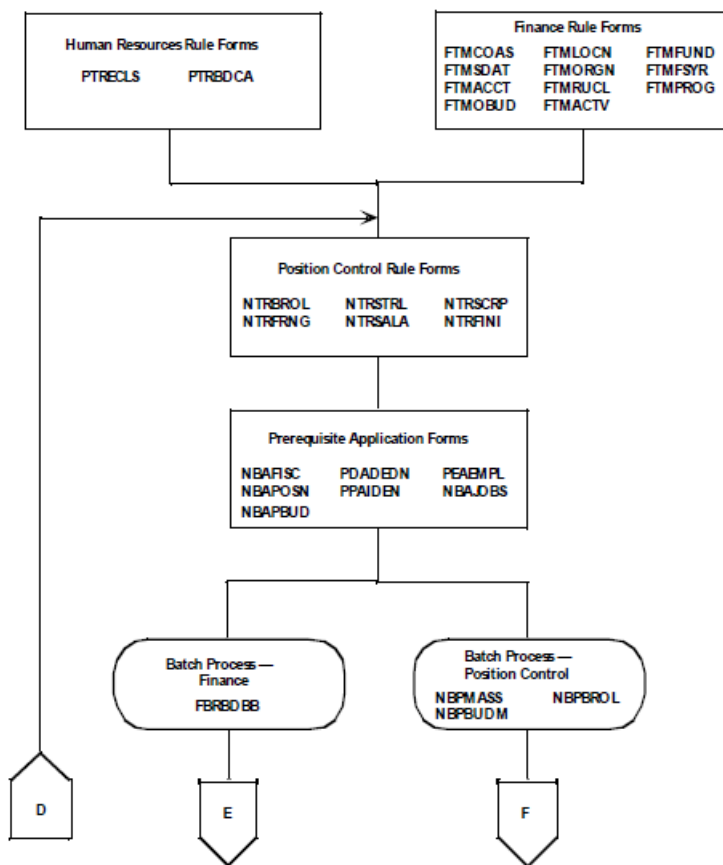 Human Resources Rule Forms
PTRECLS PTRBDCA
Finance Rule Forms
FTMCOAS FTMLOCN FTMFUND
FTMSDAT FTMORGN FTMFSYR
FTMACCT FTMRUCL FTMPROG
FTMOBUD FTMACTV
Position Control Rule Forms
NTRBROL NTRSTRL NTRSCRP
NTRFRNG NTRSALA NTRFINI
Prerequisite Application Forms
NBAFISC PDADEDN PEAEMPL
NBAPOSN PPAIDEN NBAJOBS
NBAPBUD
Batch Process —
Finance
FBRBDBB
Batch Process —
Position Control
NBPMASS NBPBROL
NBPBUDM
D
E
F